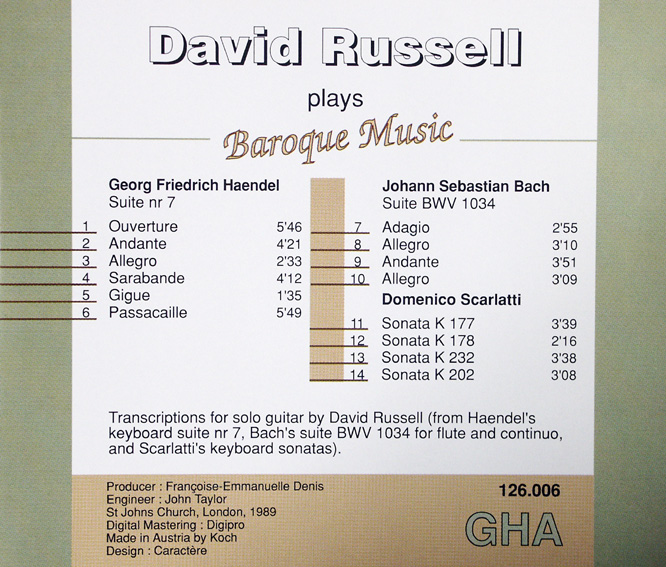 David Russell
plays
Baroque Music
Georg Friedrich Haendel
Suite nr 7
1 Ouverture 5'46
2 Andante 4'21
3 Allegro 2'33
4 Sarabande 4'12
5 Gigue 1'35
6 Passacaille 5'49
Johann Sebastian Bach
Suite BWV 1034
7 Adagio 2'55
8 Allegro 3'10
9 Andante 3'51
10 Allegro 3'09
Domenico Scarlatti
11 Sonata K 177 3'39
12 Sonata K 178 2'16
13 Sonata K 232 3'38
14 Sonata K 202 3'08
Transcriptions for solo guitar by David Russell (from Haendel's
keyboard suite nr 7, Bach's suite BWV 1034 for flute and continuo,
and Scarlatti's keyboard sonatas).
Producer : Françoise-Emmanuelle Denis
Engineer : John Taylor
St Johns Church, London, 1989
Digital Mastering : Digipro
Made in Austria by Koch
Design : Caractère
126.006
GHA